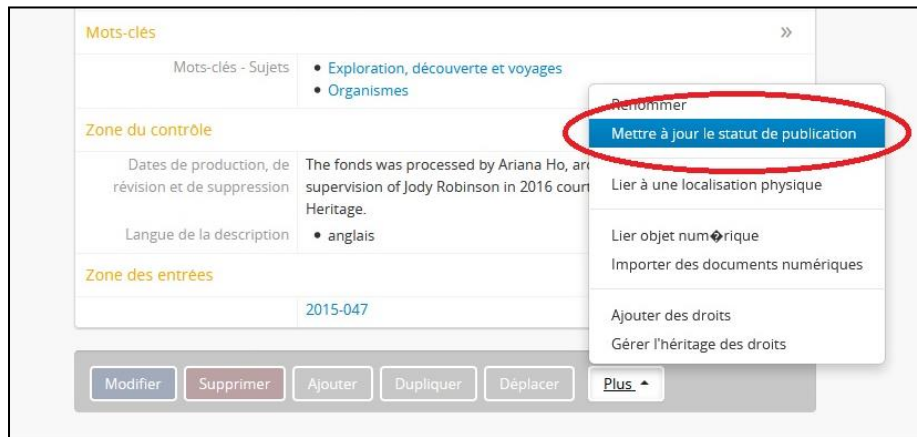 Mots-clés »
Mots-clés - Sujets
• Exploration, découverte et voyages
• Organismes
Zone du contrôle
Dates de production, de
révision et de suppression
The fonds was processed by Ariana Ho,
supervision of Jody Robinson in 2016
Heritage.
Langue de la description
• anglais
Zone des entrées
2015-047
Renommer
Mettre à jour le statut de publication
Lier à une localisation physique
Lier objet num�rique
Importer des documents numériques
Ajouter des droits
Gérer l'héritage des droits
Modifier Supprimer Ajouter Dupliquer Déplacer Plus